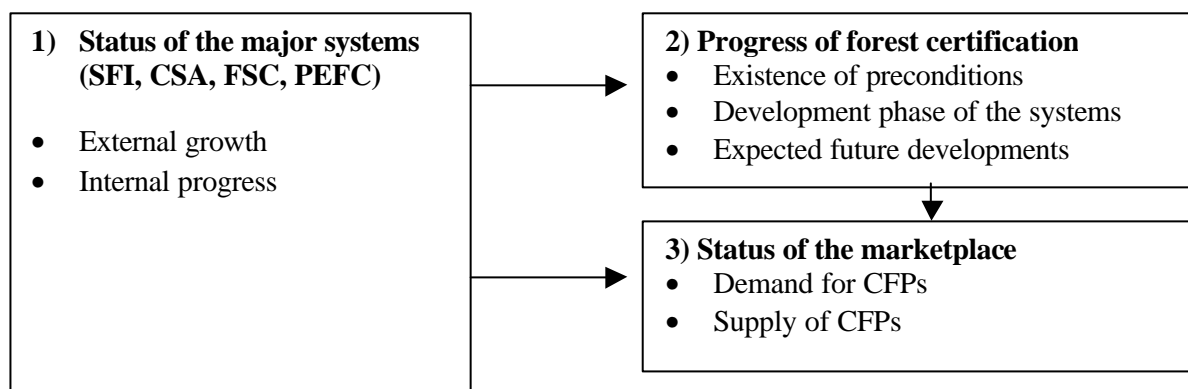 1) Status of the major systems
(SFI, CSA, FSC, PEFC)
• External growth
• Internal progress
2) Progress of forest certification
• Existence of preconditions
• Development phase of the systems
• Expected future developments
3) Status of the marketplace
• Demand for CFPs
• Supply of CFPs